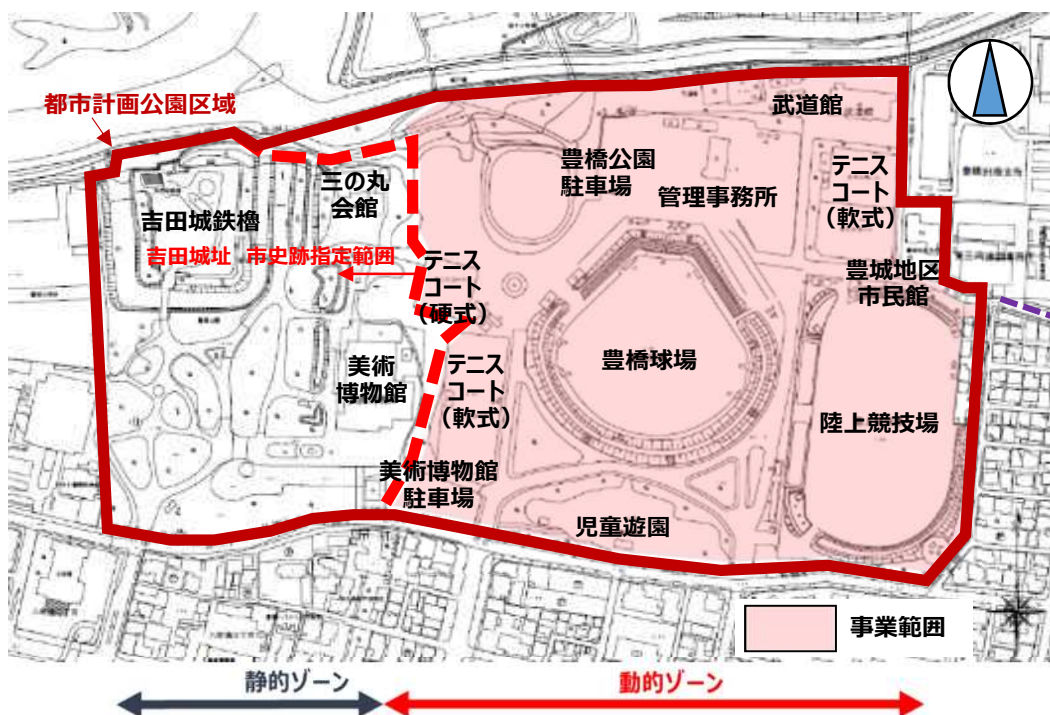 都市計画公園区域
武道館
三の丸
会館
豊橋公園
駐車場
管理事務所
テニス
コート
(軟式)
吉田城鉄櫓
吉田城址 市史跡指定範囲
テニス
コート
(硬式)
豊城地区
市民館
美術
博物館
テニス
コート
(軟式)
豊橋球場
陸上競技場
美術博物館
駐車場
児童遊園
事業範囲
静的ゾーン
動的ゾーン